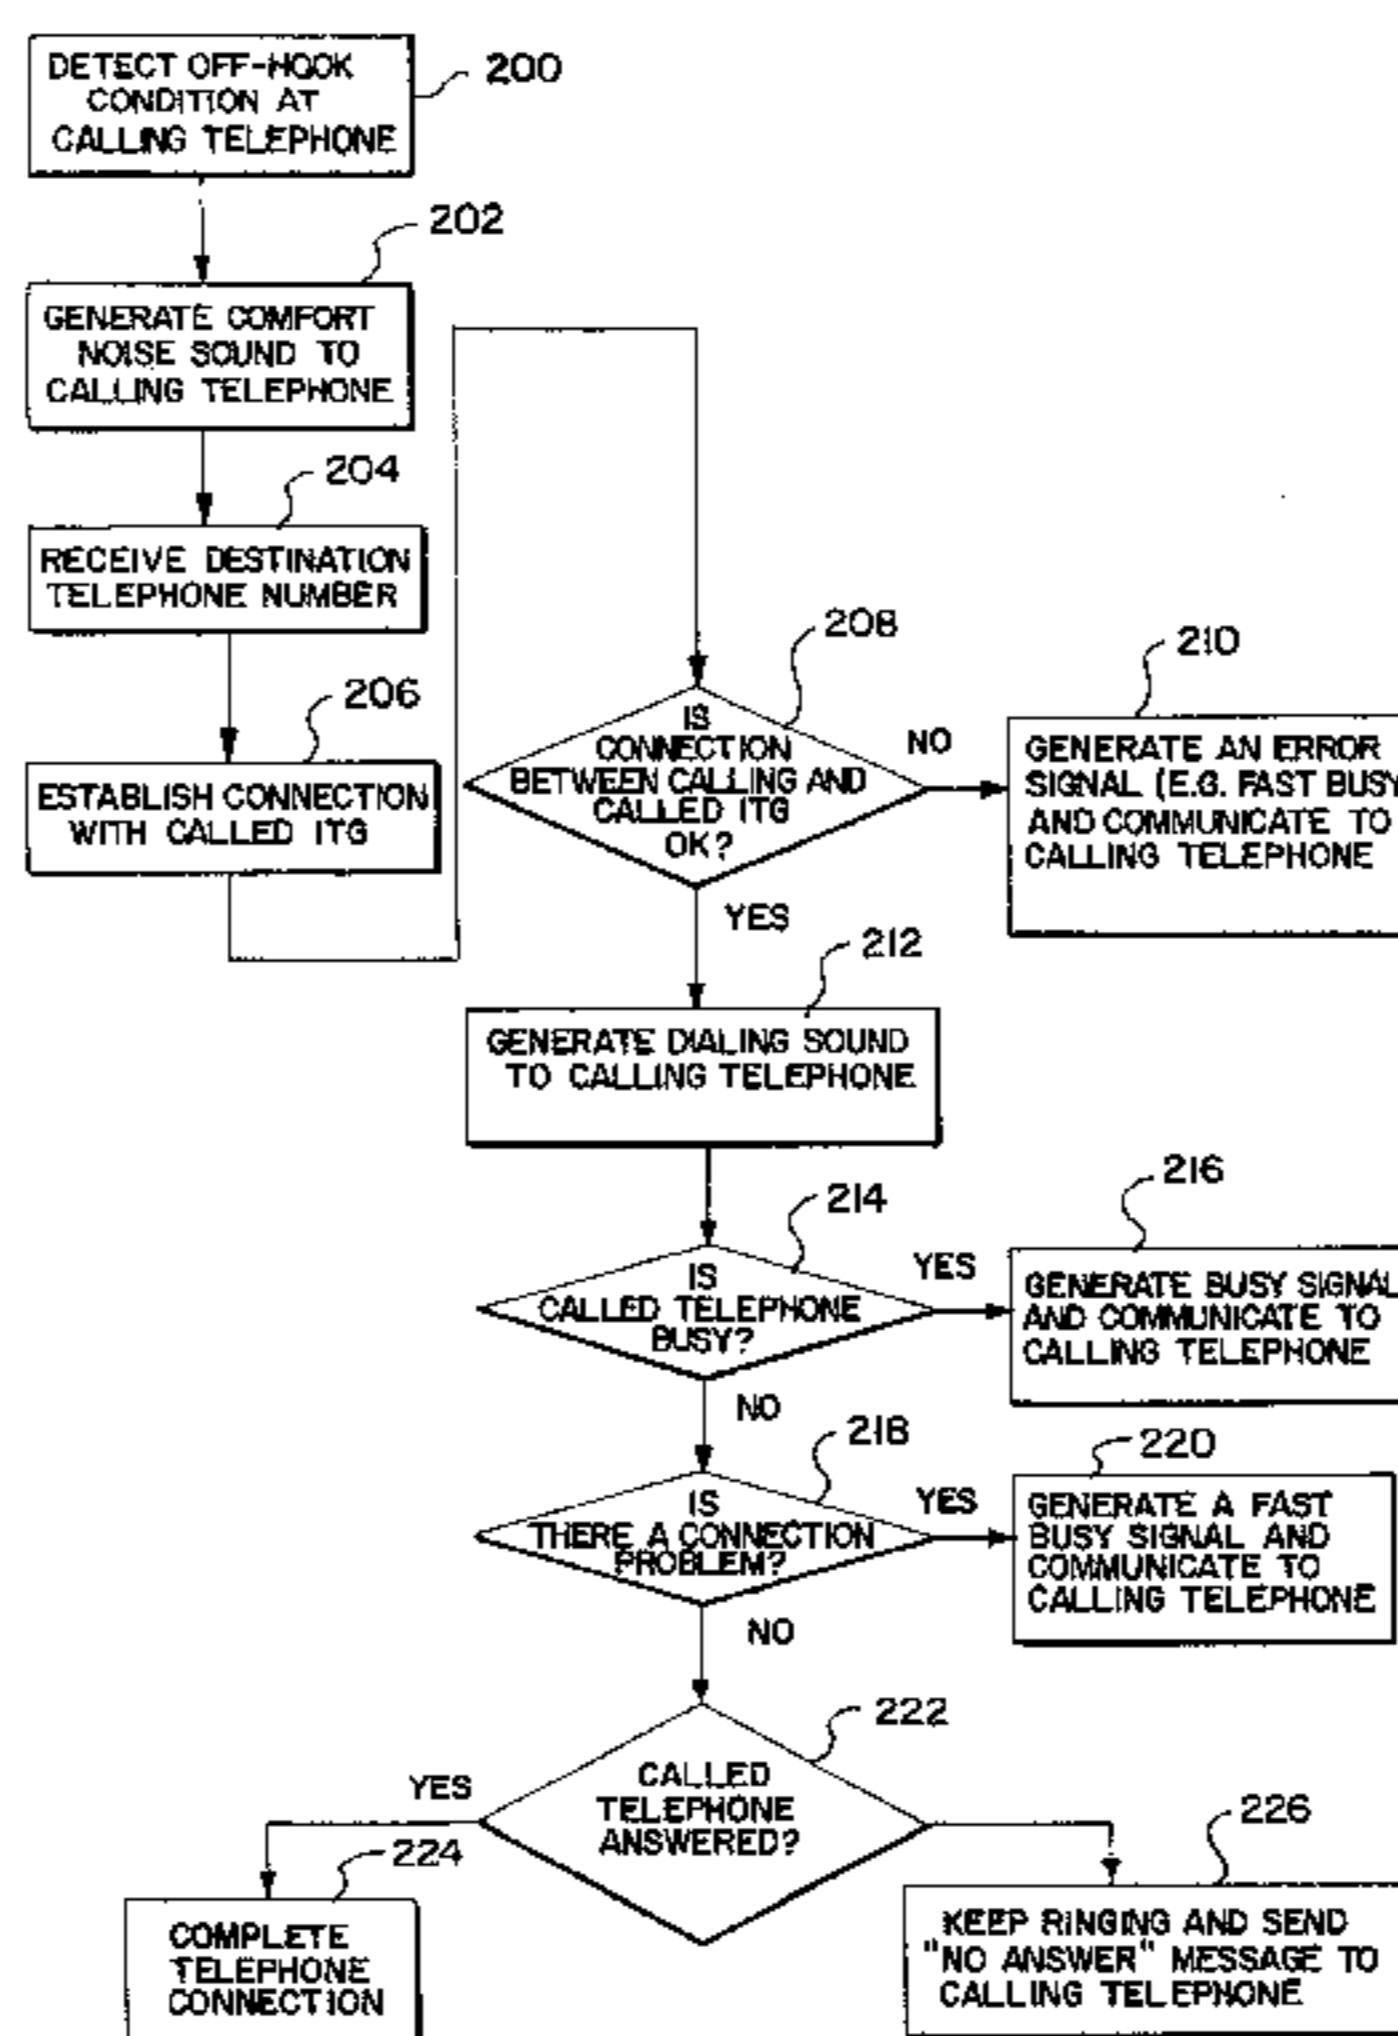 DETECT OFF-HOOK
CONDITION AT
CALLING TELEPHONE
200
202
GENERATE COMFORT
NOISE SOUND TO
CALLING TELEPHONE
204
RECEIVE DESTINATION
TELEPHONE NUMBER
206
ESTABLISH CONNECTION
WITH CALLED ITG
208
IS
CONNECTION
BETWEEN CALLING AND
CALLED ITG
OK?
NO
YES
210
GENERATE AN ERROR
SIGNAL (E.G. FAST BUSY
AND COMMUNICATE TO
CALLING TELEPHONE
212
GENERATE DIALING SOUND
TO CALLING TELEPHONE
214
IS
CALLED TELEPHONE
BUSY?
YES
NO
216
GENERATE BUSY SIGNAL
AND COMMUNICATE TO
CALLING TELEPHONE
218
IS
THERE A CONNECTION
PROBLEM?
YES
NO
220
GENERATE A FAST
BUSY SIGNAL AND
COMMUNICATE TO
CALLING TELEPHONE
222
CALLED
TELEPHONE
ANSWERED?
YES
224
COMPLETE
TELEPHONE
CONNECTION
226
KEEP RINGING AND SEND
"NO ANSWER" MESSAGE TO
CALLING TELEPHONE